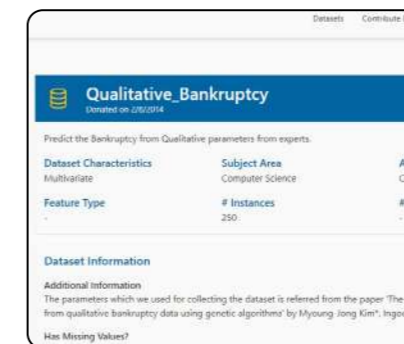 Datasets Contribute
Qualitative_Bankruptcy
Donated on 2/8/2014
Predict the Bankruptcy from Qualitative parameters from experts.
Dataset Characteristics Subject Area A
Multivariate Computer Science C
Feature Type # Instances #
- 250 -
Dataset Information
Additional Information
The parameters which we used for collecting the dataset is referred from the paper 'The
from qualitative bankruptcy data using genetic algorithms' by Myoung-Jong Kim*, Ingoo
Has Missing Values?